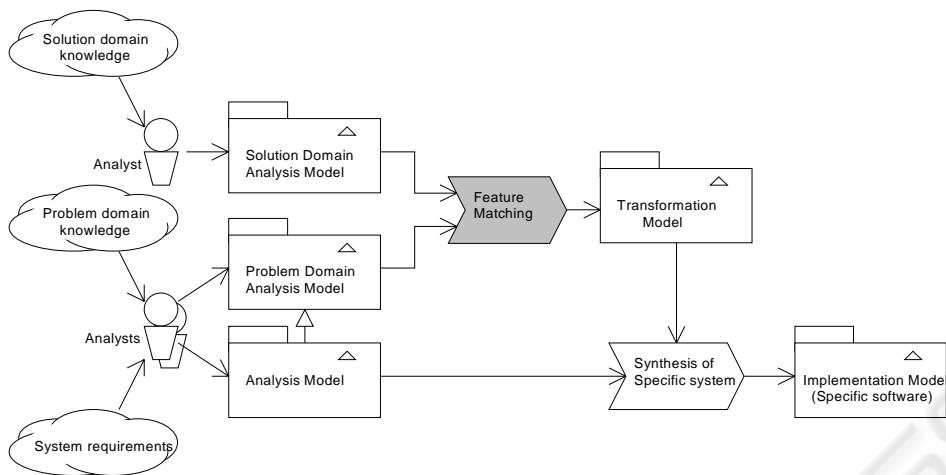 Solution domain
knowledge
Analyst
Solution Domain
Analysis Model
Feature
Matching
Transformation
Model
Problem domain
knowledge
Problem Domain
Analysis Model
Analysts
Analysis Model
Synthesis of
Specific system
Implementation Model
(Specific software)
System requirements